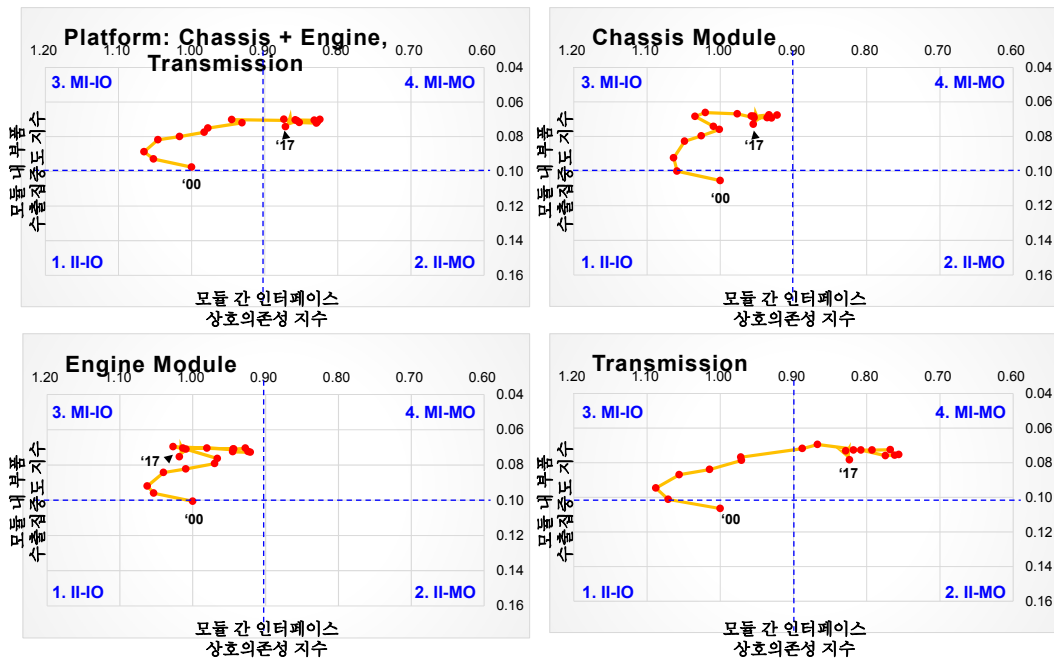 Platform: Chassis + Engine,
Transmission
1.20 1.10 1.00 0.90 0.80 0.70 0.60
3. MI-IO
4. MI-MO
0.04
0.06
0.08
0.10
0.12
0.14
0.16
'17
'00
1. II-IO
2. II-MO
모듈 내 부품
수출집중도 지수
모듈 간 인터페이스
상호의존성 지수
Chassis Module
1.20 1.10 1.00 0.90 0.80 0.70 0.60
3. MI-IO
4. MI-MO
0.04
0.06
0.08
0.10
0.12
0.14
0.16
'17
'00
1. II-IO
2. II-MO
모듈 내 부품
수출집중도 지수
모듈 간 인터페이스
상호의존성 지수
Engine Module
1.20 1.10 1.00 0.90 0.80 0.70 0.60
3. MI-IO
4. MI-MO
0.04
0.06
0.08
0.10
0.12
0.14
0.16
'17
'00
1. II-IO
2. II-MO
모듈 내 부품
수출집중도 지수
모듈 간 인터페이스
상호의존성 지수
Transmission
1.20 1.10 1.00 0.90 0.80 0.70 0.60
3. MI-IO
4. MI-MO
0.04
0.06
0.08
0.10
0.12
0.14
0.16
'17
'00
1. II-IO
2. II-MO
모듈 내 부품
수출집중도 지수
모듈 간 인터페이스
상호의존성 지수